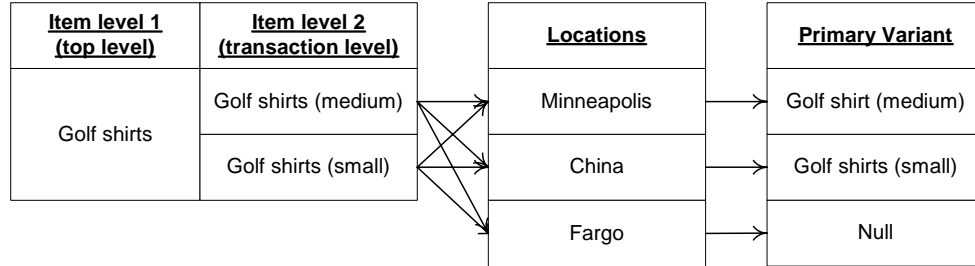 Item level 1
(top level)
Item level 2
(transaction level)
Locations
Primary Variant
Golf shirts
Golf shirts (medium)
Golf shirts (small)
Minneapolis
China
Fargo
Golf shirt (medium)
Golf shirts (small)
Null